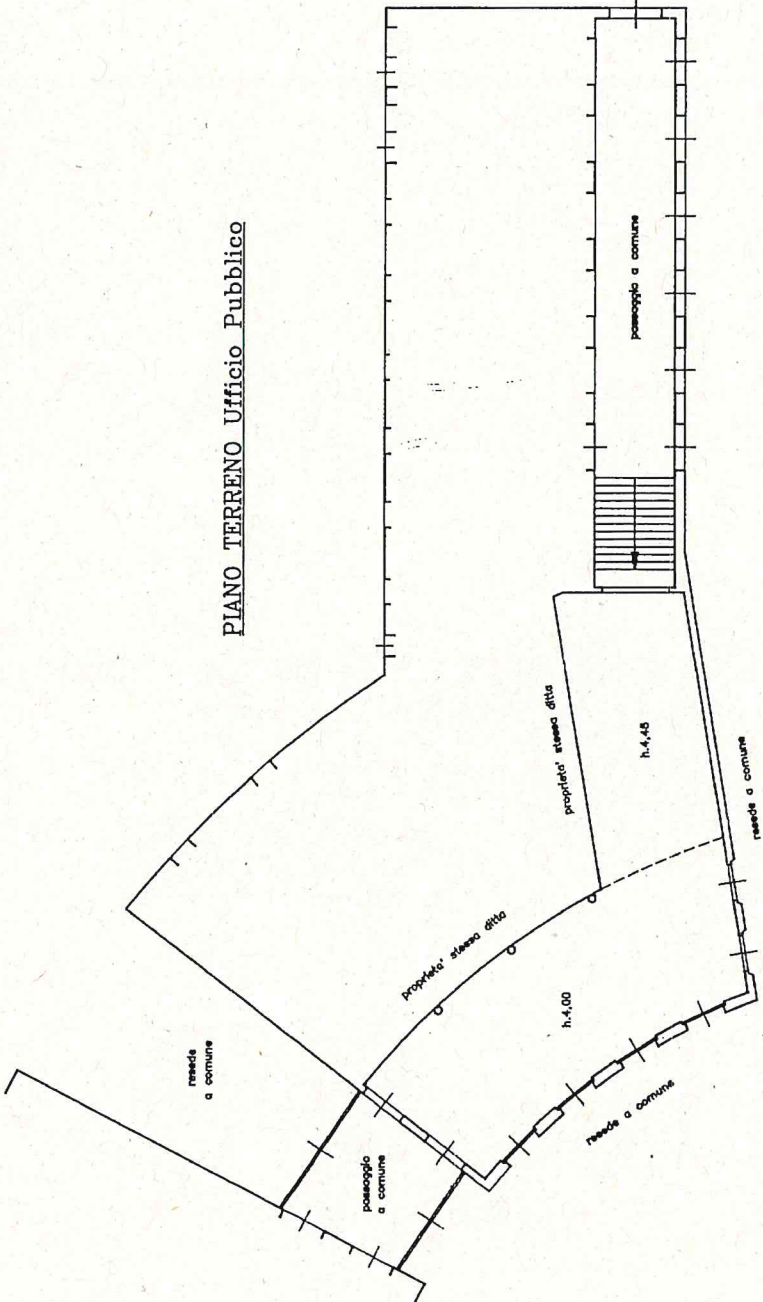 PIANO TERRENO Ufficio Pubblico
passaggio a comune
proprieta' stessa ditta
h.4,45
resede a comune
proprieta' stessa ditta
h.4,00
resede
a comune
resede a comune
passaggio
a comune